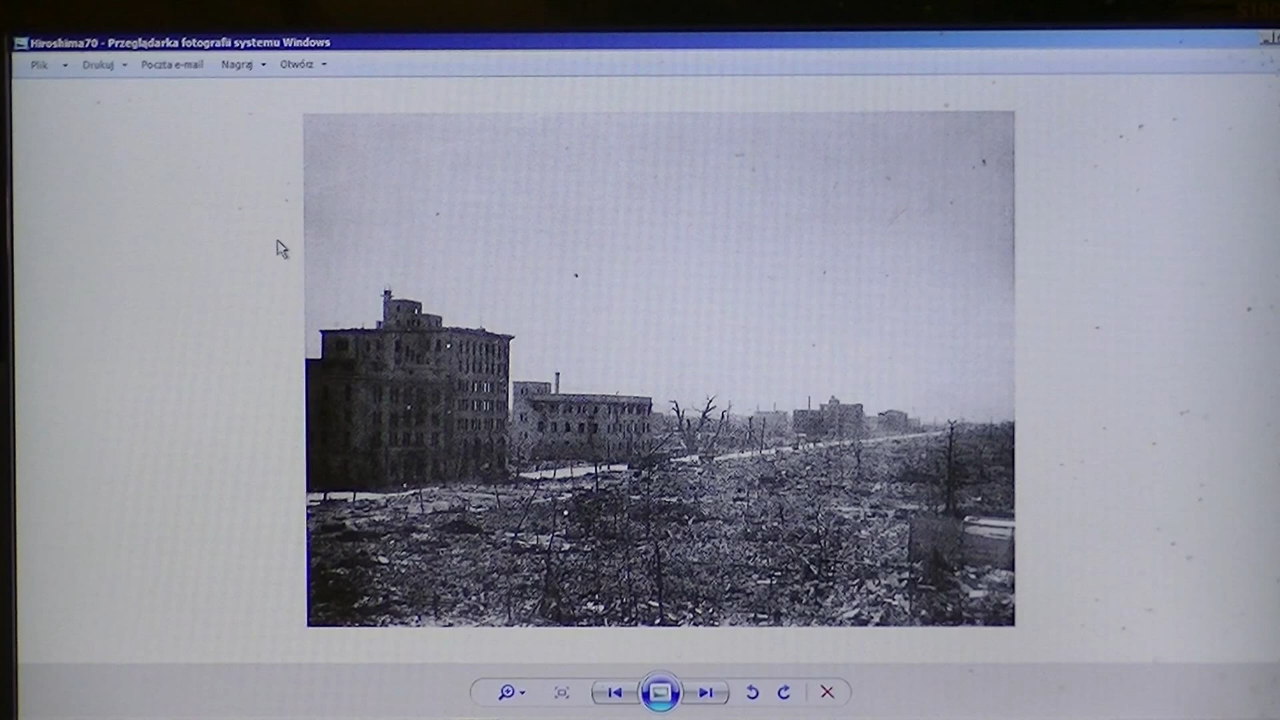 Hiroshima70 - Przeglądarka fotografii systemu Windows
Plik Drukuj Poczta e-mail Nagraj Otwórz